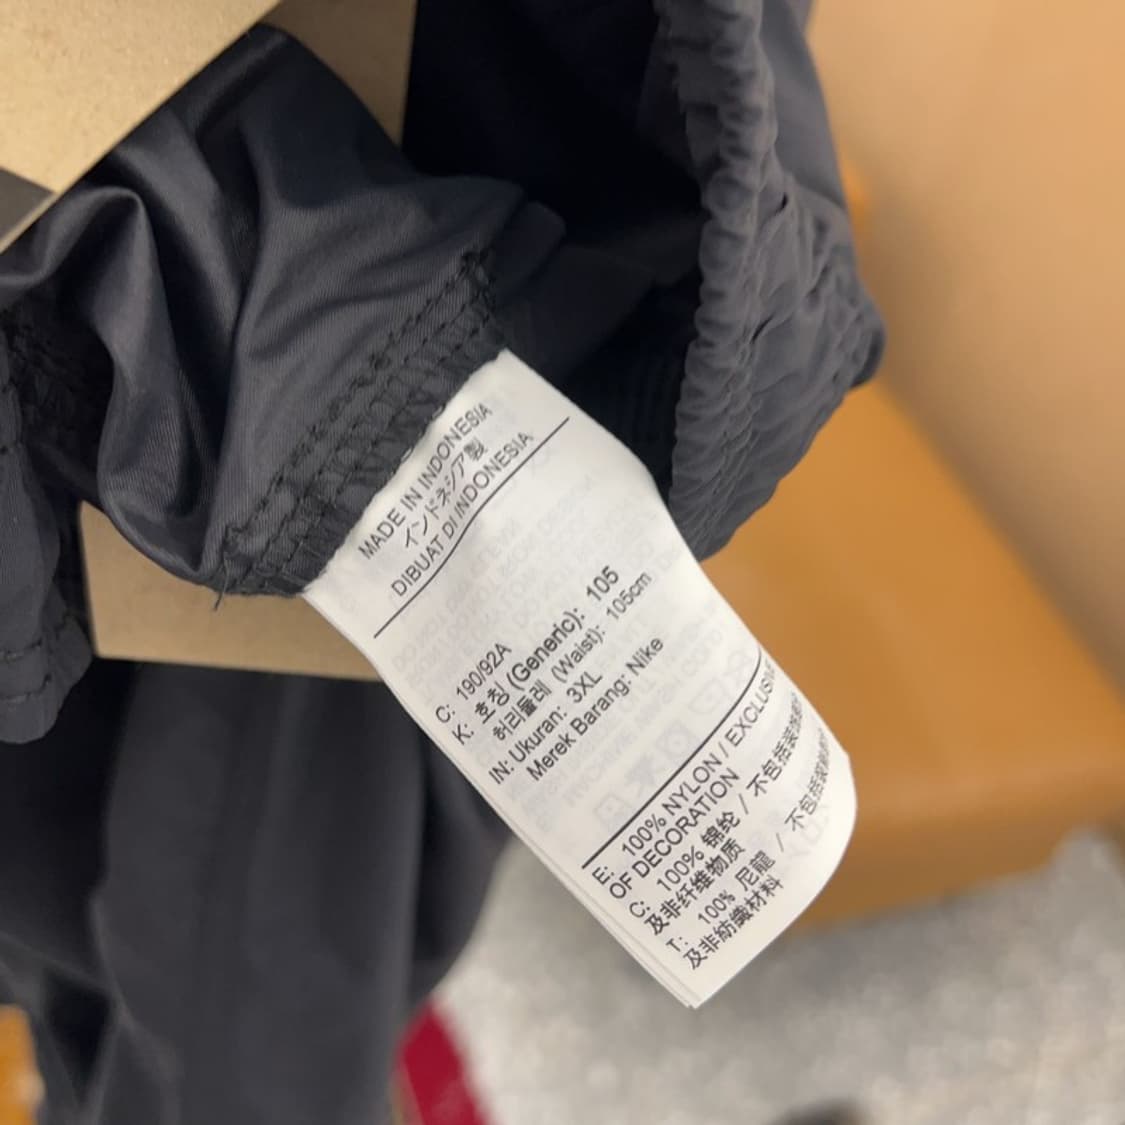 MADE IN INDONESIA
インドネシア製
DIBUAT DI INDONESIA
C: 190/92A
K: 호칭 (Generic): 105
허리둘레 (Waist): 105cm
IN: Ukuran: 3XL
Merek Barang: Nike
E: 100% NYLON / EXCLUSIVE
OF DECORATION
C: 100% 锦纶 / 不包括装饰
及非纤维物质
T: 100% 尼龍 / 不包括裝飾
及非紡織材料